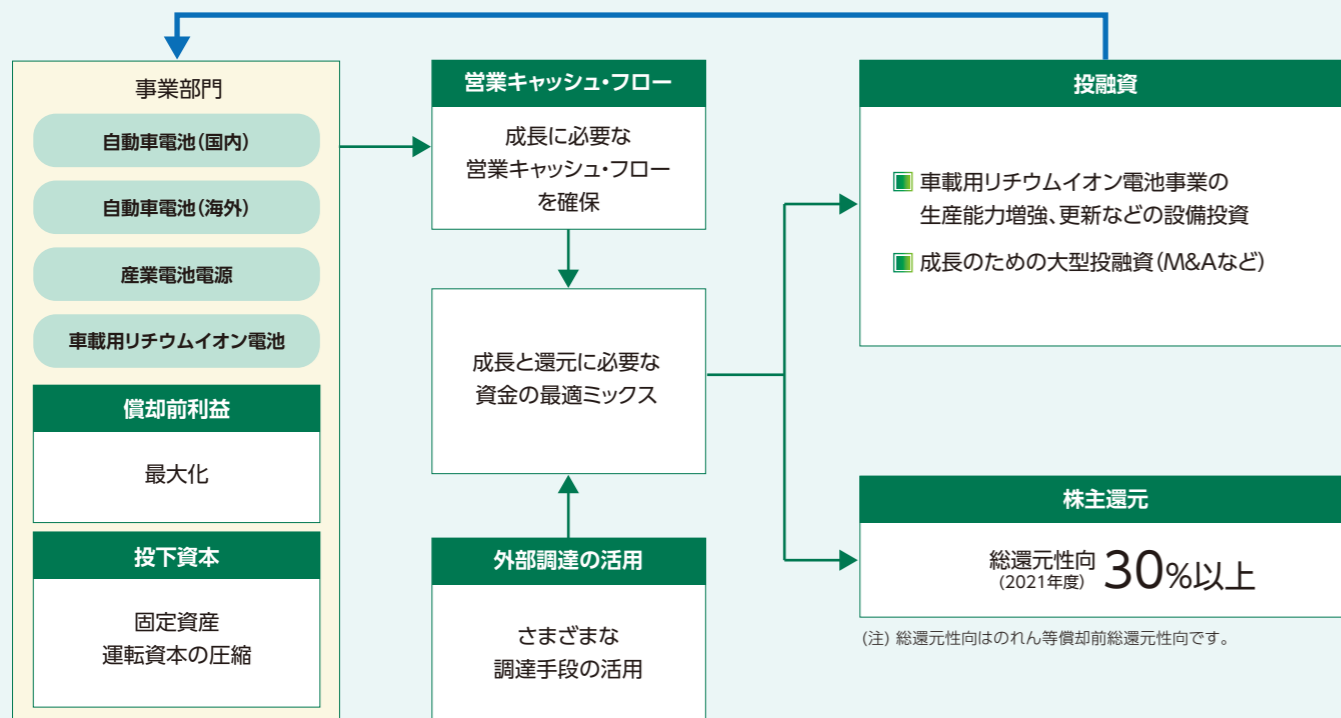 事業部門
自動車電池(国内)
自動車電池(海外)
産業電池電源
車載用リチウムイオン電池
償却前利益
最大化
投下資本
固定資産
運転資本の圧縮
営業キャッシュ・フロー
成長に必要な
営業キャッシュ・フロー
を確保
成長と還元に必要な
資金の最適ミックス
外部調達の活用
さまざまな
調達手段の活用
投融資
車載用リチウムイオン電池事業の
生産能力増強、更新などの設備投資
成長のための大型投融資(M&Aなど)
株主還元
総還元性向
(2021年度)
30%以上
(注) 総還元性向はのれん等償却前総還元性向です。